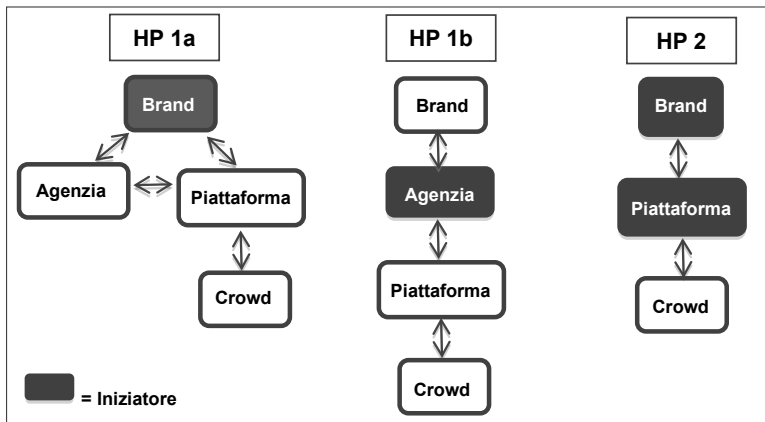 HP 1a
Brand
Agenzia
Piattaforma
Crowd
= Iniziatore
HP 1b
Brand
Agenzia
Piattaforma
Crowd
HP 2
Brand
Piattaforma
Crowd